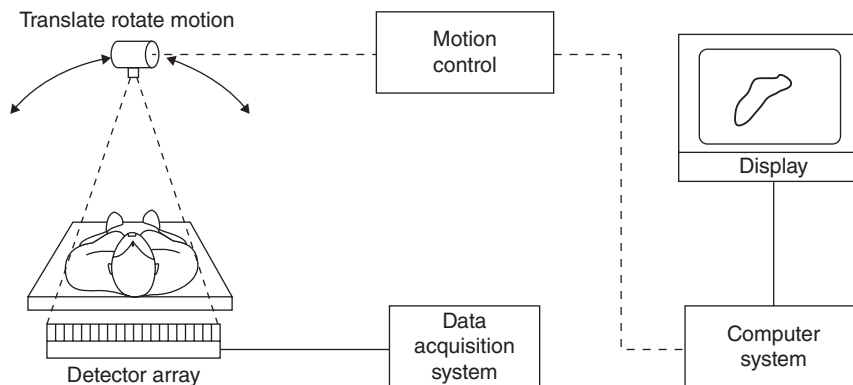 Translate rotate motion
Motion
control
Display
Detector array
Data
acquisition
system
Computer
system